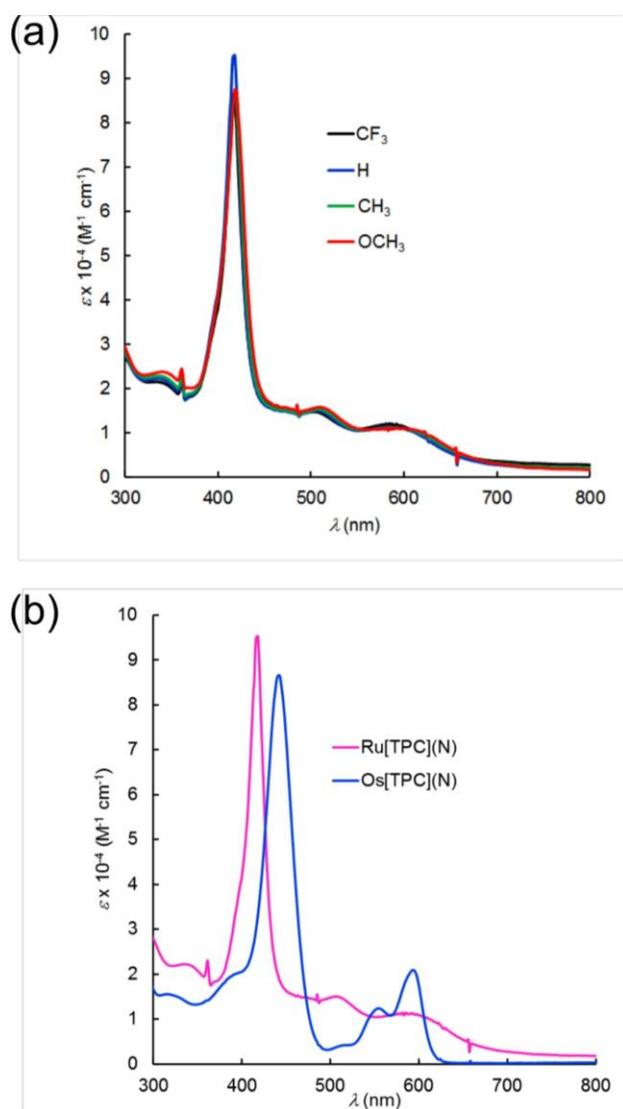 (a)
10
9
8
7
6
5
4
3
2
1
0
ε x 10⁻⁴ (M⁻¹ cm⁻¹)
CF₃
H
CH₃
OCH₃
300 400 500 600 700 800
λ (nm)
(b)
10
9
8
7
6
5
4
3
2
1
0
ε x 10⁻⁴ (M⁻¹ cm⁻¹)
Ru[TPC](N)
Os[TPC](N)
300 400 500 600 700 800
λ (nm)